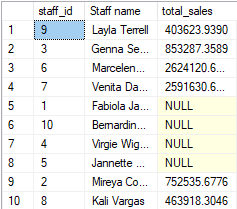 staff_id Staff name total_sales
1 9 Layla Terrell 403623.9390
2 3 Genna Se... 853287.3589
3 6 Marcelen... 2624120.6...
4 7 Venita Da... 2591630.6...
5 1 Fabiola Ja... NULL
6 10 Bernardin... NULL
7 4 Virgie Wig... NULL
8 5 Jannette ... NULL
9 2 Mireya Co... 752535.6776
10 8 Kali Vargas 463918.3046